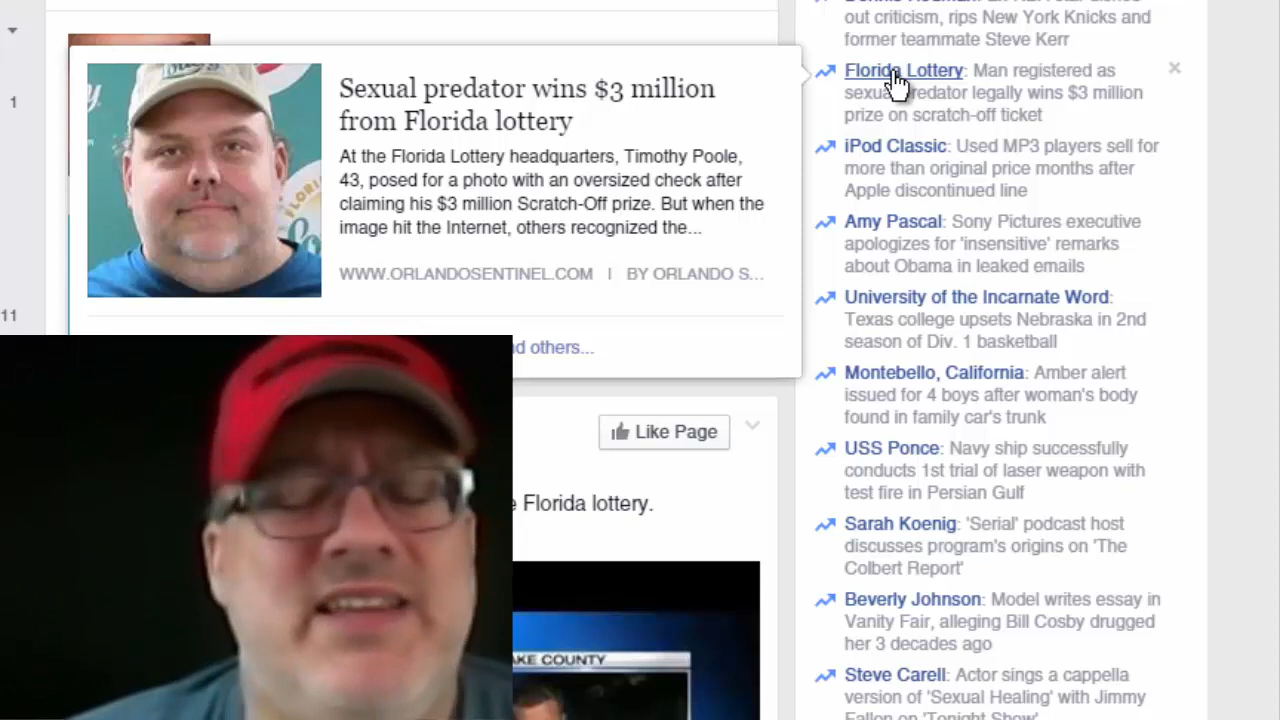 Sexual predator wins $3 million
from Florida lottery
At the Florida Lottery headquarters, Timothy Poole,
43, posed for a photo with an oversized check after
claiming his $3 million Scratch-Off prize. But when the
image hit the Internet, others recognized the...
WWW.ORLANDOSENTINEL.COM | BY ORLANDO S...
nd others...
1
11
Like Page
e Florida lottery.
AKE COUNTY
out criticism, rips New York Knicks and
former teammate Steve Kerr
Florida Lottery: Man registered as
sexual predator legally wins $3 million
prize on scratch-off ticket
iPod Classic: Used MP3 players sell for
more than original price months after
Apple discontinued line
Amy Pascal: Sony Pictures executive
apologizes for 'insensitive' remarks
about Obama in leaked emails
University of the Incarnate Word:
Texas college upsets Nebraska in 2nd
season of Div. 1 basketball
Montebello, California: Amber alert
issued for 4 boys after woman's body
found in family car's trunk
USS Ponce: Navy ship successfully
conducts 1st trial of laser weapon with
test fire in Persian Gulf
Sarah Koenig: 'Serial' podcast host
discusses program's origins on 'The
Colbert Report'
Beverly Johnson: Model writes essay in
Vanity Fair, alleging Bill Cosby drugged
her 3 decades ago
Steve Carell: Actor sings a cappella
version of 'Sexual Healing' with Jimmy
Fallon on 'Tonight Show'